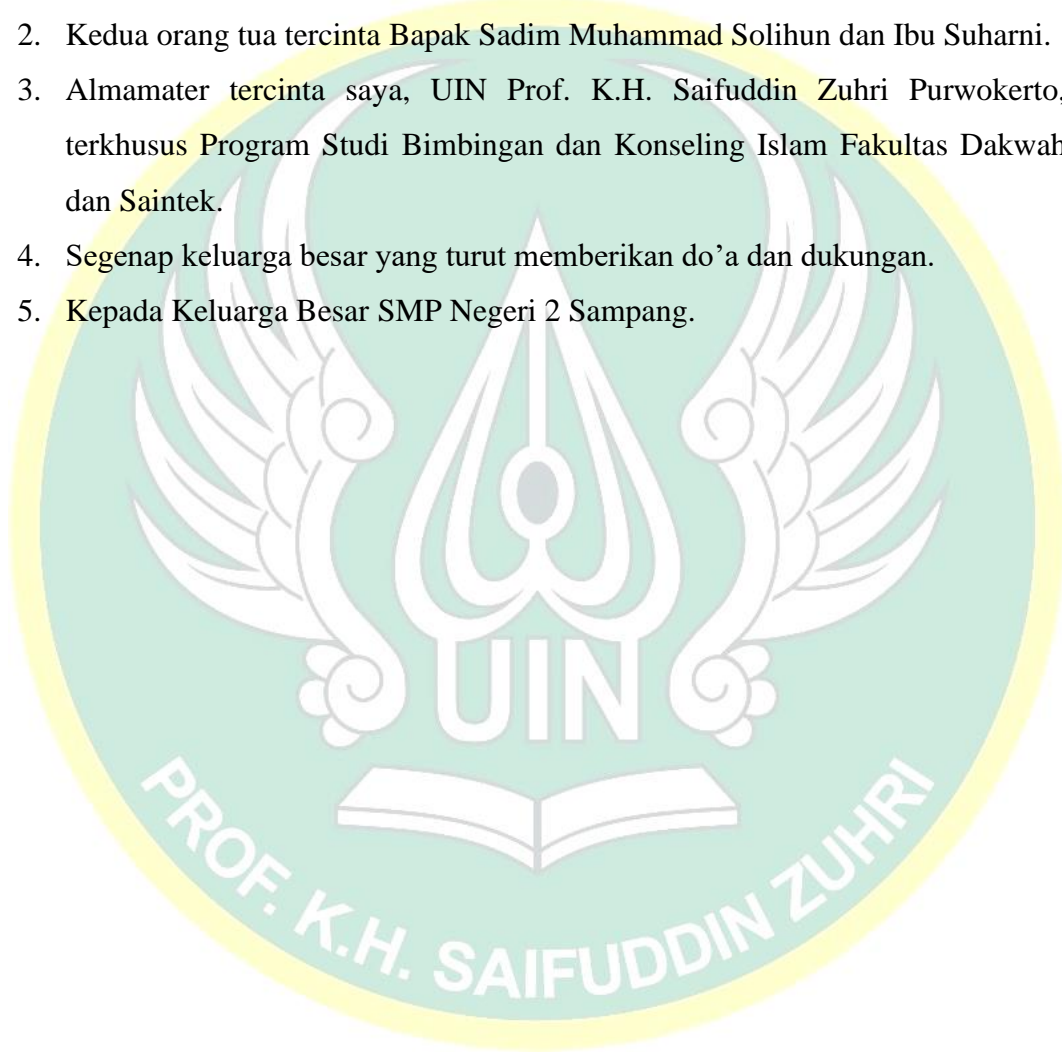 2. Kedua orang tua tercinta Bapak Sadim Muhammad Solihun dan Ibu Suharni.
3. Almamater tercinta saya, UIN Prof. K.H. Saifuddin Zuhri Purwokerto,
terkhusus Program Studi Bimbingan dan Konseling Islam Fakultas Dakwah
dan Saintek.
4. Segenap keluarga besar yang turut memberikan do’a dan dukungan.
5. Kepada Keluarga Besar SMP Negeri 2 Sampang.
UIN
PROF. K.H. SAIFUDDIN ZUHRI